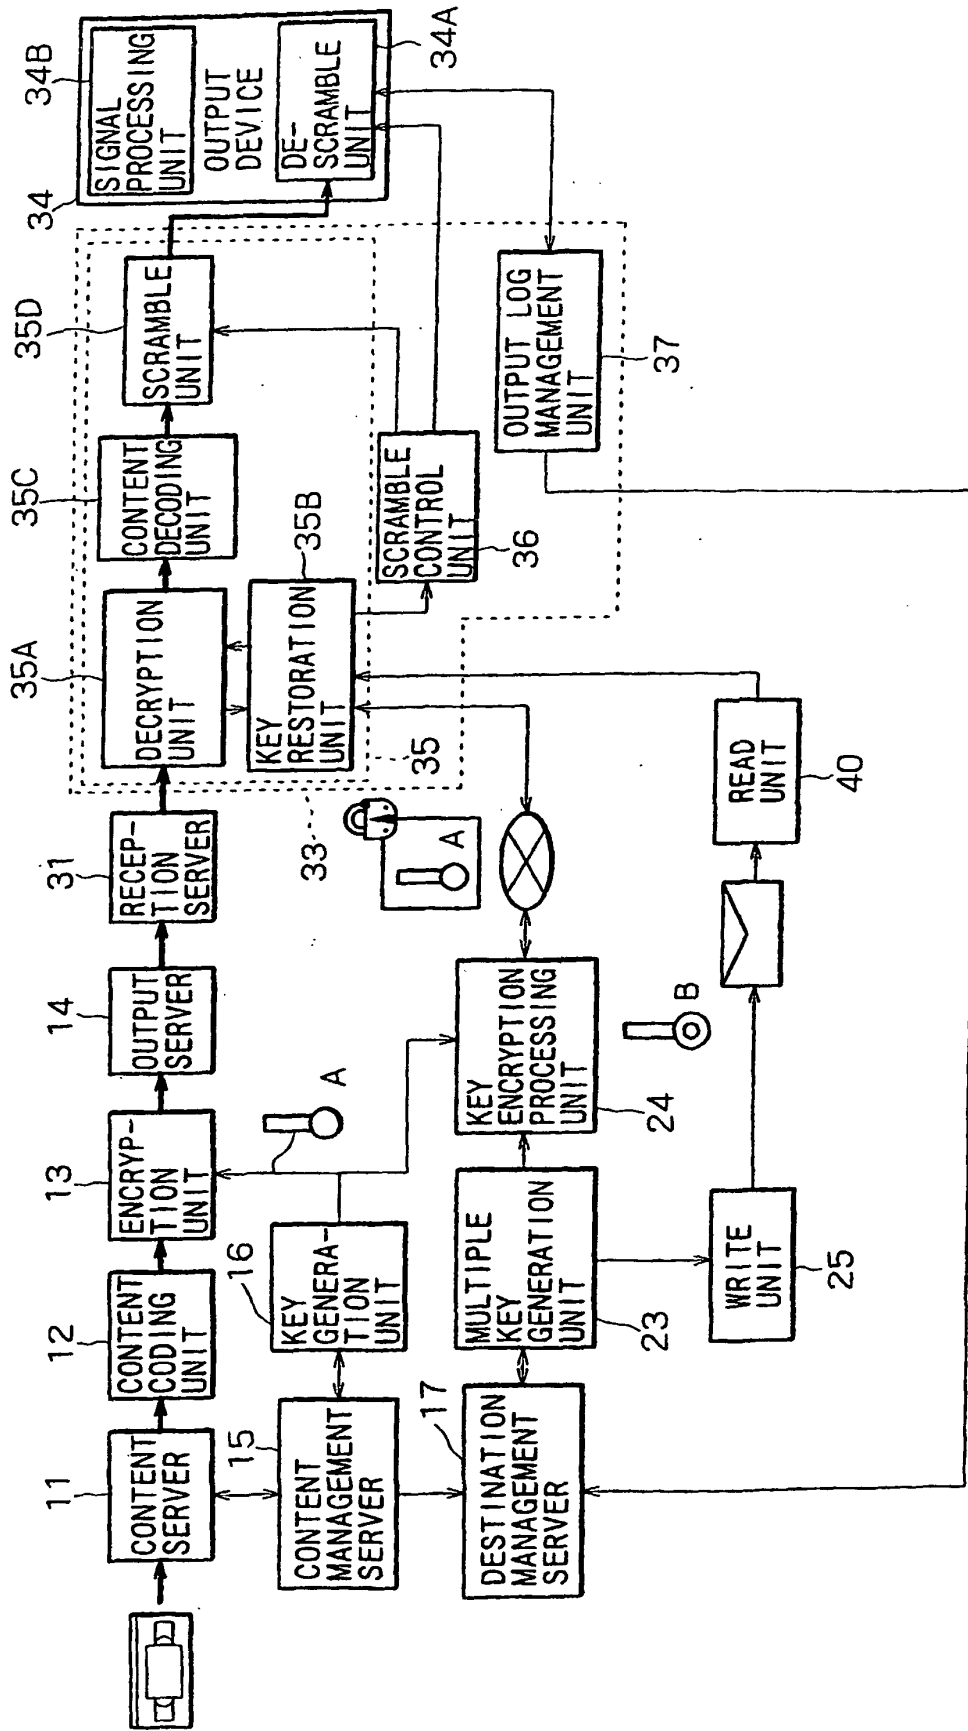 11
CONTENT
SERVER
12
CONTENT
CODING
UNIT
13
ENCRYP-
TION
UNIT
14
OUTPUT
SERVER
31
RECEP-
TION
SERVER
35A
DECRYPTION
UNIT
35C
CONTENT
DECODING
UNIT
35D
SCRAMBLE
UNIT
34
34B
SIGNAL
PROCESSING
UNIT
OUTPUT
DEVICE
DE-
SCRAMBLE
UNIT
34A
15
CONTENT
MANAGEMENT
SERVER
16
KEY
GENERA-
TION
UNIT
A
33
A
35
KEY
RESTORATION
UNIT
35B
SCRAMBLE
CONTROL
UNIT
36
OUTPUT LOG
MANAGEMENT
UNIT
37
17
DESTINATION
MANAGEMENT
SERVER
MULTIPLE
KEY
GENERATION
UNIT
23
KEY
ENCRYPTION
PROCESSING
UNIT
24
B
WRITE
UNIT
25
READ
UNIT
40